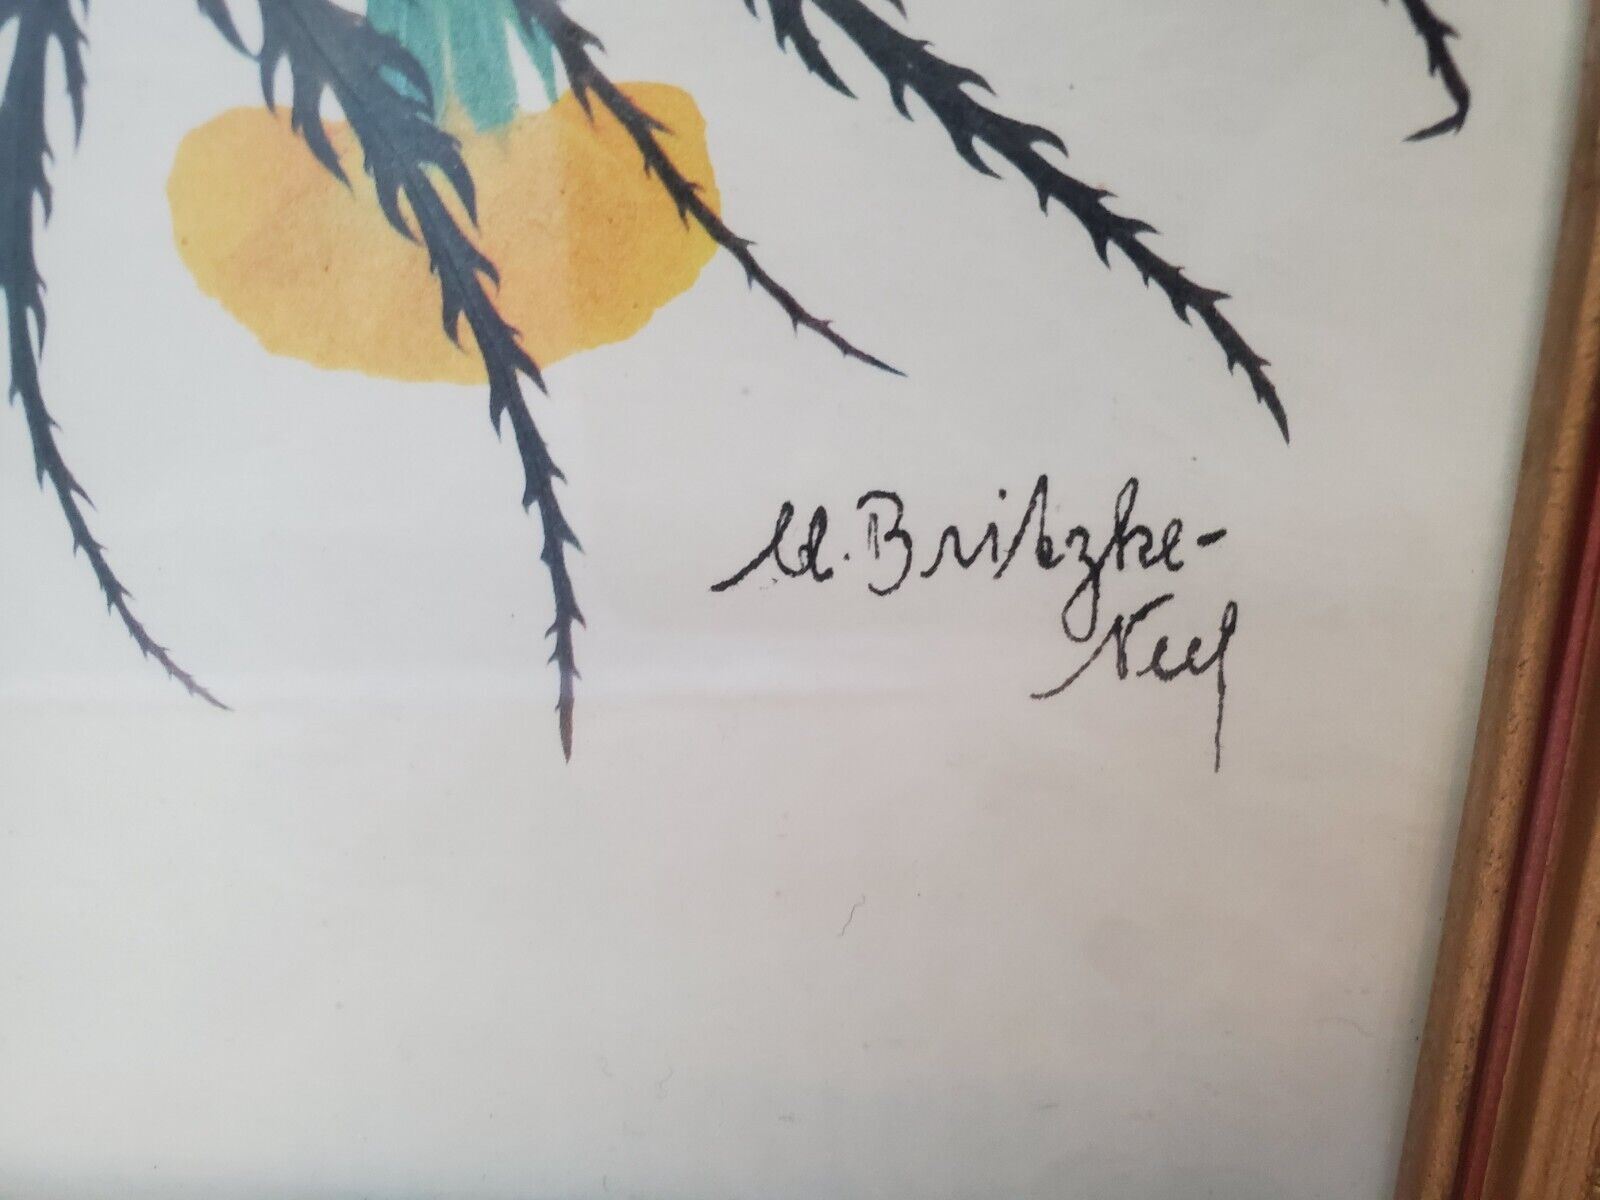 U. Britzke-
Neef